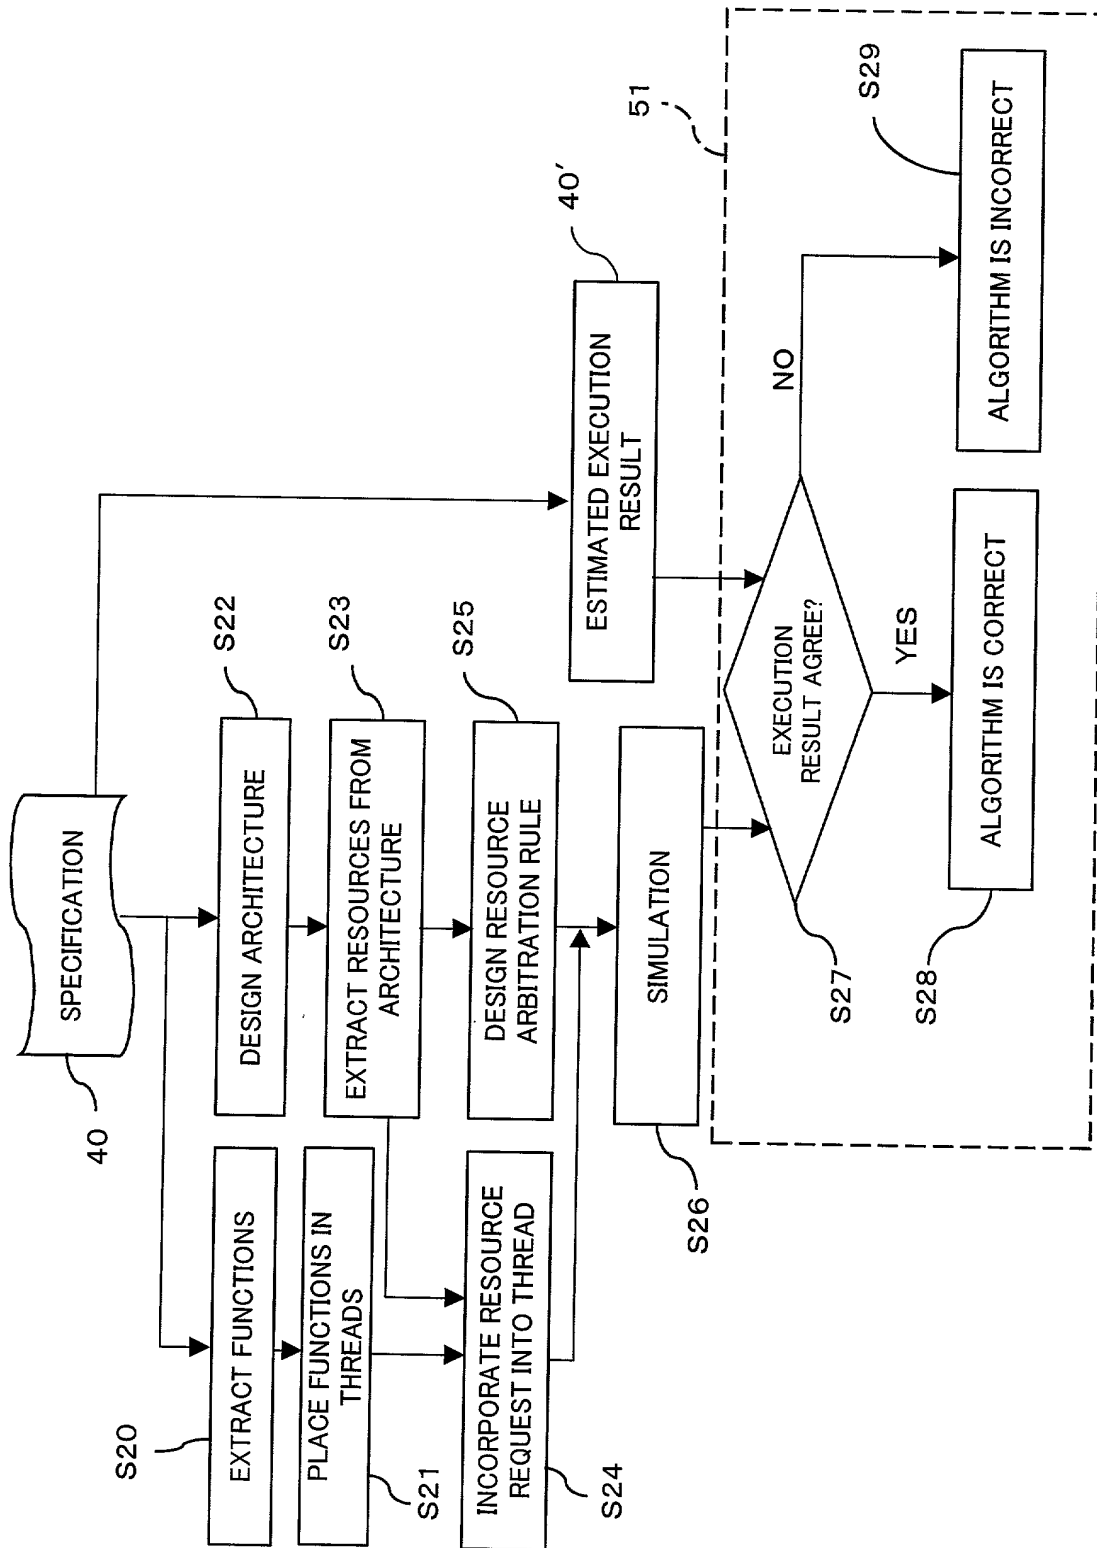 SPECIFICATION
40
S20
EXTRACT FUNCTIONS
DESIGN ARCHITECTURE
S22
PLACE FUNCTIONS IN
THREADS
S21
EXTRACT RESOURCES FROM
ARCHITECTURE
S23
INCORPORATE RESOURCE
REQUEST INTO THREAD
S24
DESIGN RESOURCE
ARBITRATION RULE
S25
ESTIMATED EXECUTION
RESULT
40'
SIMULATION
S26
51
EXECUTION
RESULT AGREE?
S27
NO
YES
ALGORITHM IS CORRECT
S28
ALGORITHM IS INCORRECT
S29